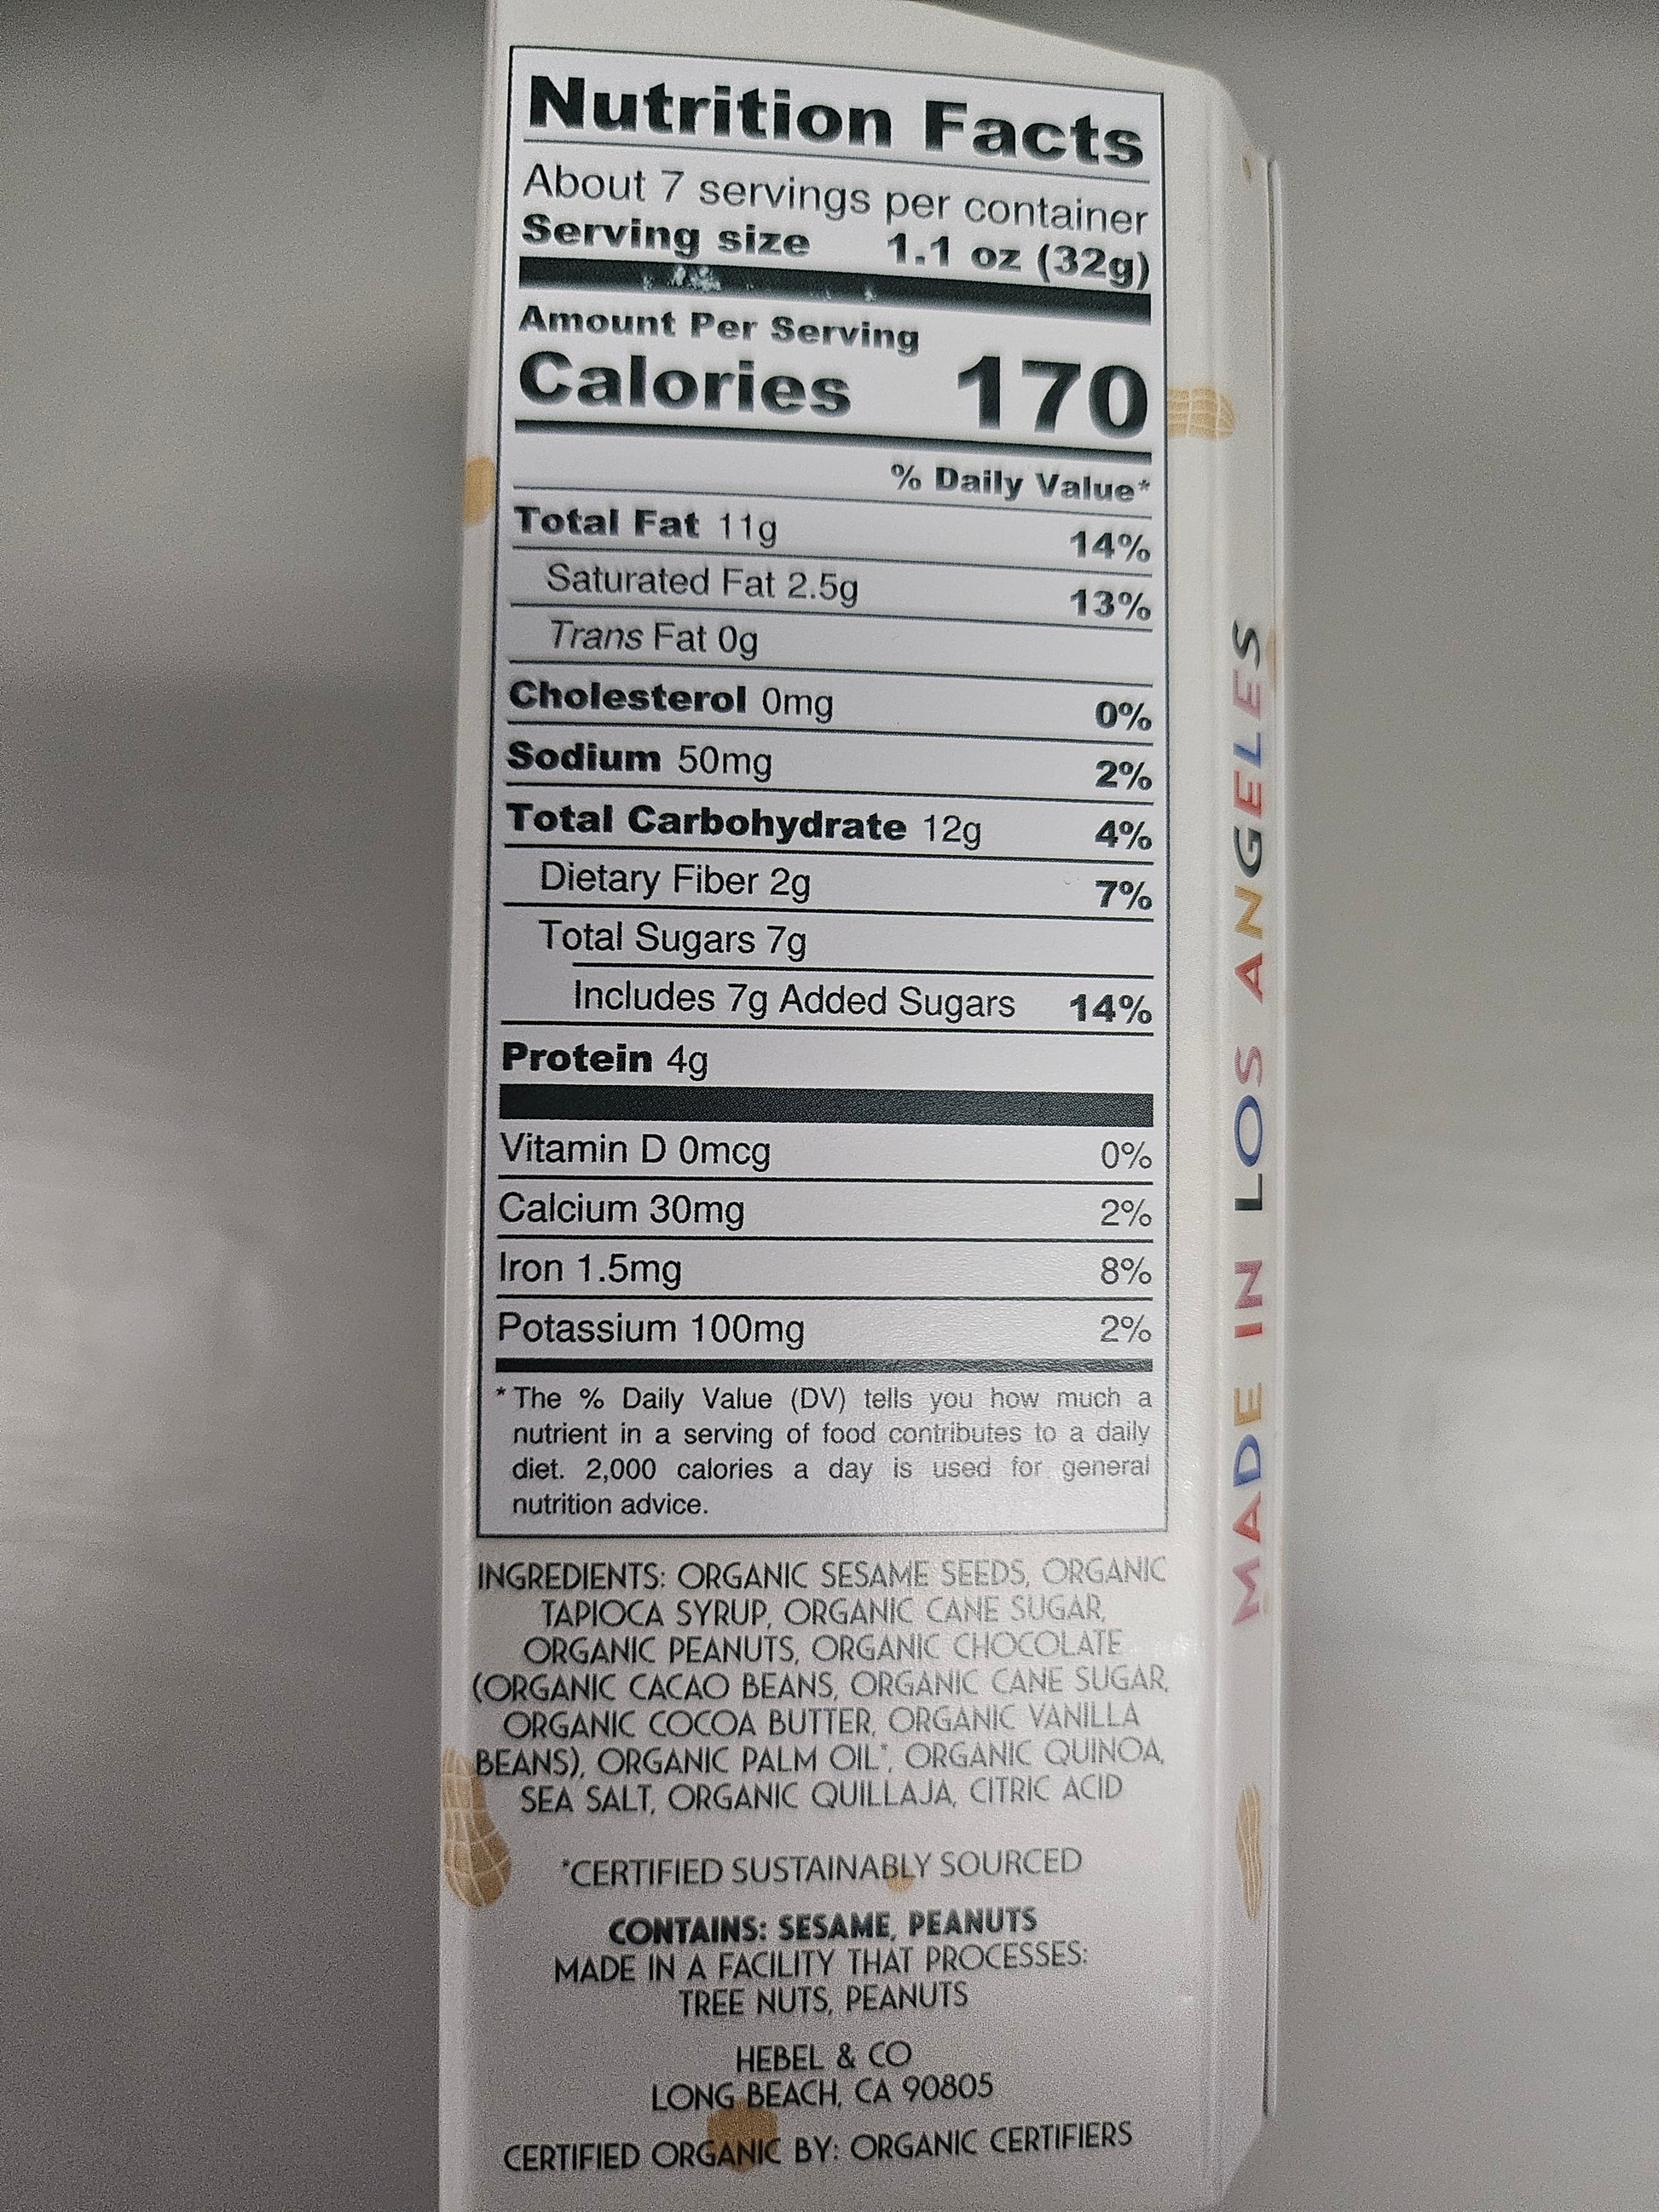 Nutrition Facts
About 7 servings per container
Serving size 1.1 oz (32g)
Amount Per Serving
Calories 170
% Daily Value*
Total Fat 11g 14%
Saturated Fat 2.5g 13%
Trans Fat 0g
Cholesterol 0mg 0%
Sodium 50mg 2%
Total Carbohydrate 12g 4%
Dietary Fiber 2g 7%
Total Sugars 7g
Includes 7g Added Sugars 14%
Protein 4g
Vitamin D 0mcg 0%
Calcium 30mg 2%
Iron 1.5mg 8%
Potassium 100mg 2%
* The % Daily Value (DV) tells you how much a
nutrient in a serving of food contributes to a daily
diet. 2,000 calories a day is used for general
nutrition advice.
INGREDIENTS: ORGANIC SESAME SEEDS, ORGANIC
TAPIOCA SYRUP, ORGANIC CANE SUGAR,
ORGANIC PEANUTS, ORGANIC CHOCOLATE
(ORGANIC CACAO BEANS, ORGANIC CANE SUGAR,
ORGANIC COCOA BUTTER, ORGANIC VANILLA
BEANS), ORGANIC PALM OIL*, ORGANIC QUINOA,
SEA SALT, ORGANIC QUILLAJA, CITRIC ACID
*CERTIFIED SUSTAINABLY SOURCED
CONTAINS: SESAME, PEANUTS
MADE IN A FACILITY THAT PROCESSES:
TREE NUTS, PEANUTS
HEBEL & CO
LONG BEACH, CA 90805
CERTIFIED ORGANIC BY: ORGANIC CERTIFIERS
MADE IN LOS ANGELES